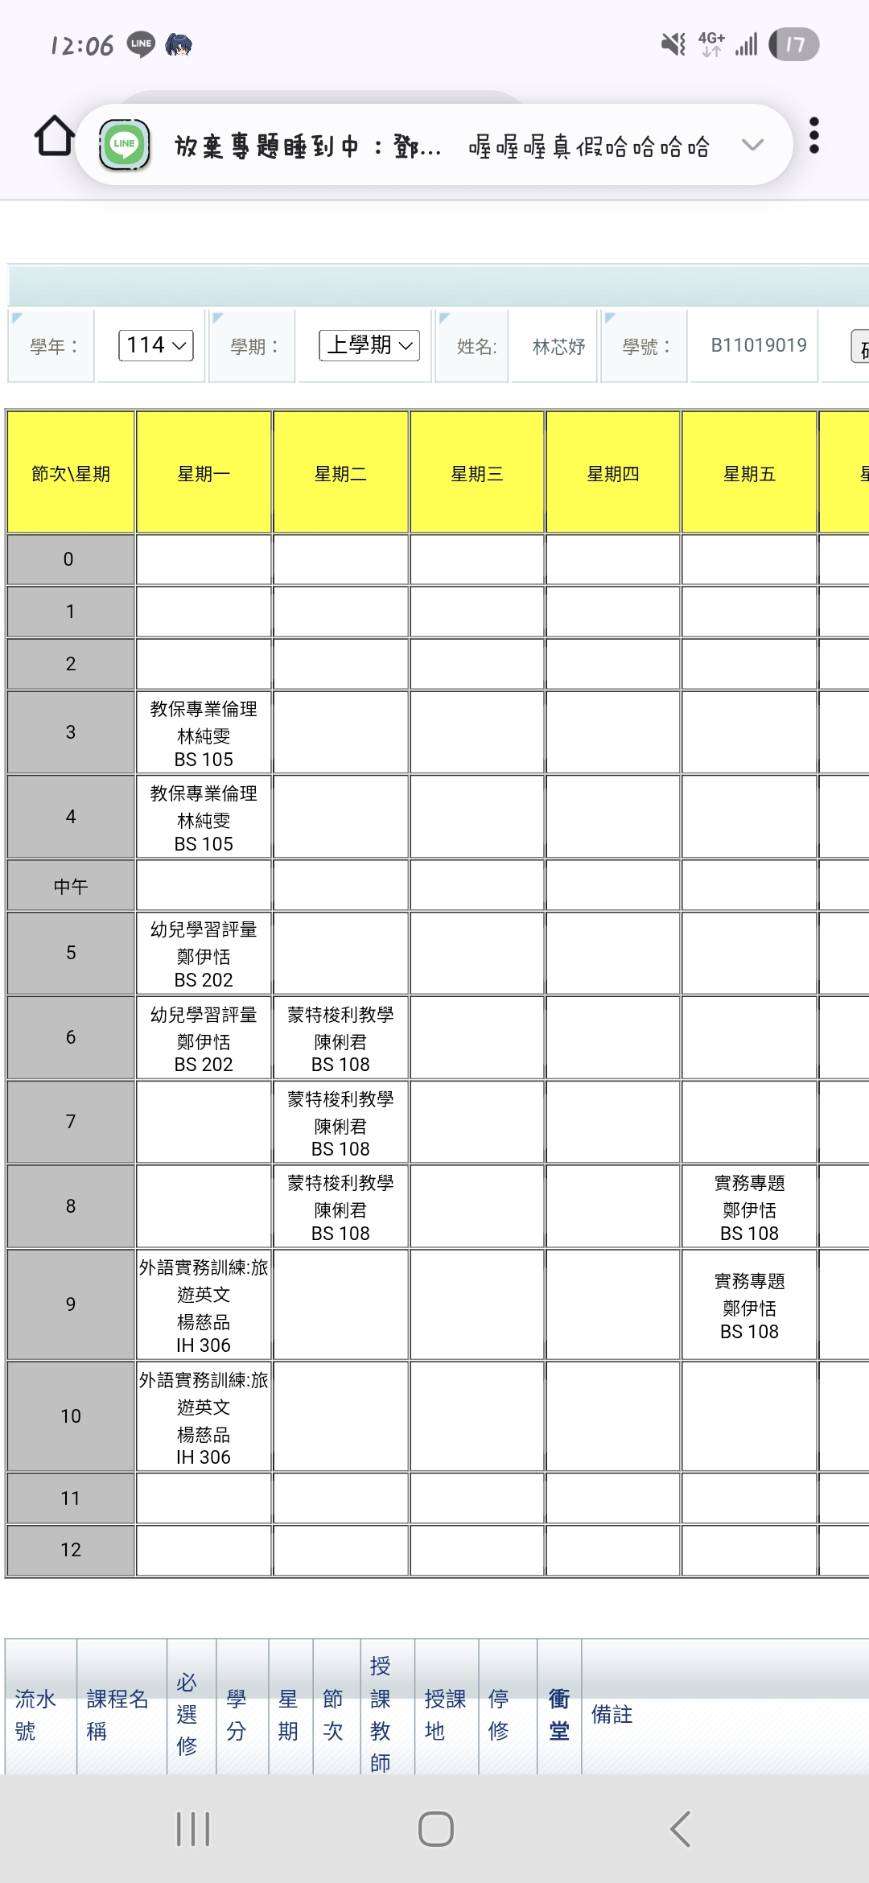 12:06 LINE 4G+ 17
LINE 放棄專題睡到中：鄧... 喔喔喔真假哈哈哈哈
學年： 114 學期： 上學期 姓名: 林芯妤 學號： B11019019
節次\星期 星期一 星期二 星期三 星期四 星期五
0
1
2
3 教保專業倫理
林純雯
BS 105
4 教保專業倫理
林純雯
BS 105
中午
5 幼兒學習評量
鄭伊恬
BS 202
6 幼兒學習評量 蒙特梭利教學
鄭伊恬 陳俐君
BS 202 BS 108
7 蒙特梭利教學
陳俐君
BS 108
8 蒙特梭利教學 實務專題
陳俐君 鄭伊恬
BS 108 BS 108
9 外語實務訓練:旅 實務專題
遊英文 鄭伊恬
楊慈品 BS 108
IH 306
10 外語實務訓練:旅
遊英文
楊慈品
IH 306
11
12
流水號 課程名稱 必選修 學分 星期 節次 授課教師 授課地 停修 衝堂 備註